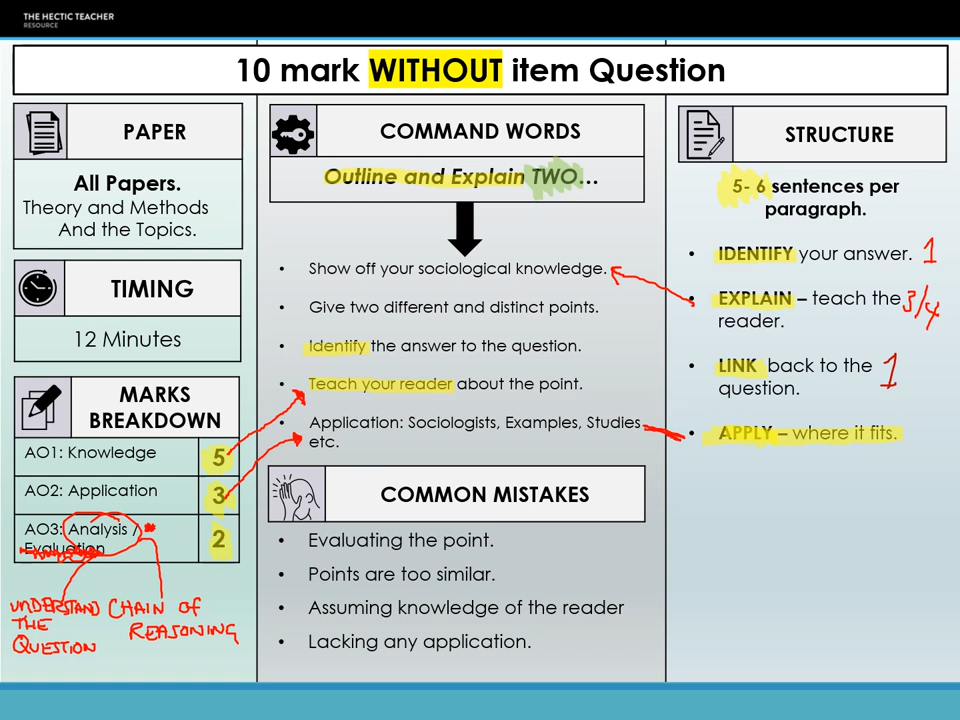 THE HECTIC TEACHER
RESOURCE
10 mark WITHOUT item Question
PAPER
All Papers.
Theory and Methods
And the Topics.
TIMING
12 Minutes
MARKS
BREAKDOWN
AO1: Knowledge 5
AO2: Application 3
AO3: Analysis /
Evaluation 2
UNDERSTAND
THE
QUESTION
CHAIN OF
REASONING
COMMAND WORDS
Outline and Explain TWO...
• Show off your sociological knowledge.
• Give two different and distinct points.
• Identify the answer to the question.
• Teach your reader about the point.
• Application: Sociologists, Examples, Studies
etc.
COMMON MISTAKES
• Evaluating the point.
• Points are too similar.
• Assuming knowledge of the reader
• Lacking any application.
STRUCTURE
5- 6 sentences per
paragraph.
• IDENTIFY your answer. 1
• EXPLAIN – teach the 3/4
reader.
• LINK back to the 1
question.
• APPLY – where it fits.